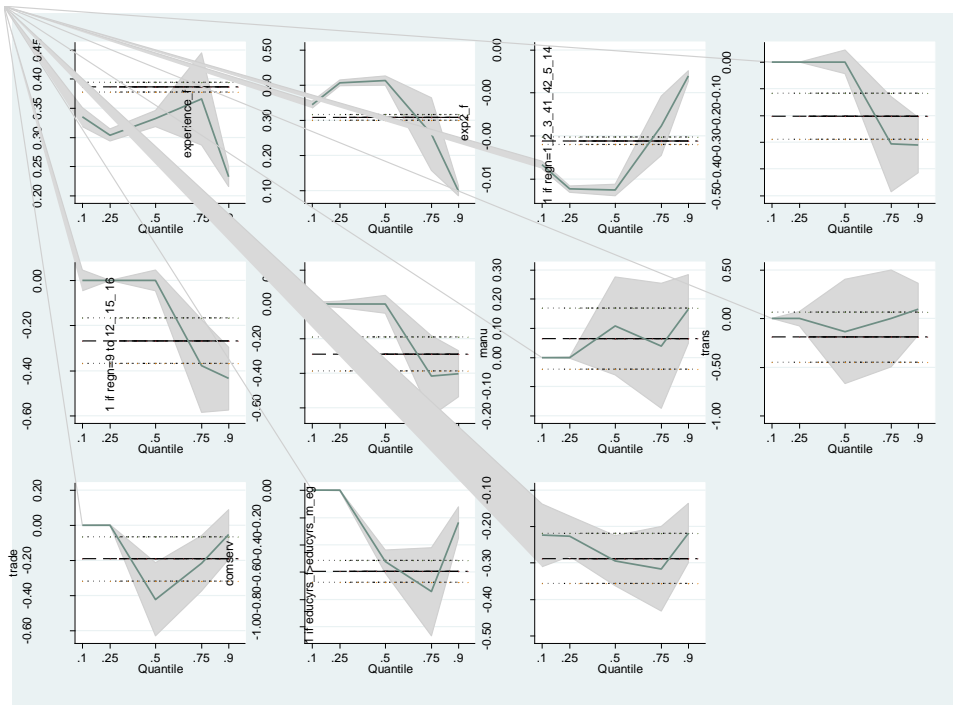 0.20 0.25 0.30 0.35 0.40 0.45
.1 .25 .5 .75 .9
Quantile
experience_f
0.10 0.20 0.30 0.40 0.50
.1 .25 .5 .75 .9
Quantile
exp2_f
-0.01 -0.00 -0.00 0.00
.1 .25 .5 .75 .9
Quantile
1 if regn=1_2_3_41_42_5_14
-0.50-0.40-0.30-0.20-0.10 0.00
.1 .25 .5 .75 .9
Quantile
-0.60 -0.40 -0.20 0.00
.1 .25 .5 .75 .9
Quantile
1 if regn=9 to12_ 15_ 16
-0.60 -0.40 -0.20 0.00
.1 .25 .5 .75 .9
Quantile
manu
-0.20 -0.10 0.00 0.10 0.20 0.30
.1 .25 .5 .75 .9
Quantile
trans
-1.00 -0.50 0.00 0.50
.1 .25 .5 .75 .9
Quantile
trade
-0.60 -0.40 -0.20 0.00 0.20
.1 .25 .5 .75 .9
Quantile
comserv
-1.00-0.80-0.60-0.40-0.20 0.00
.1 .25 .5 .75 .9
Quantile
1 if educyrs_f>educyrs_m_eg
-0.50 -0.40 -0.30 -0.20 -0.10
.1 .25 .5 .75 .9
Quantile